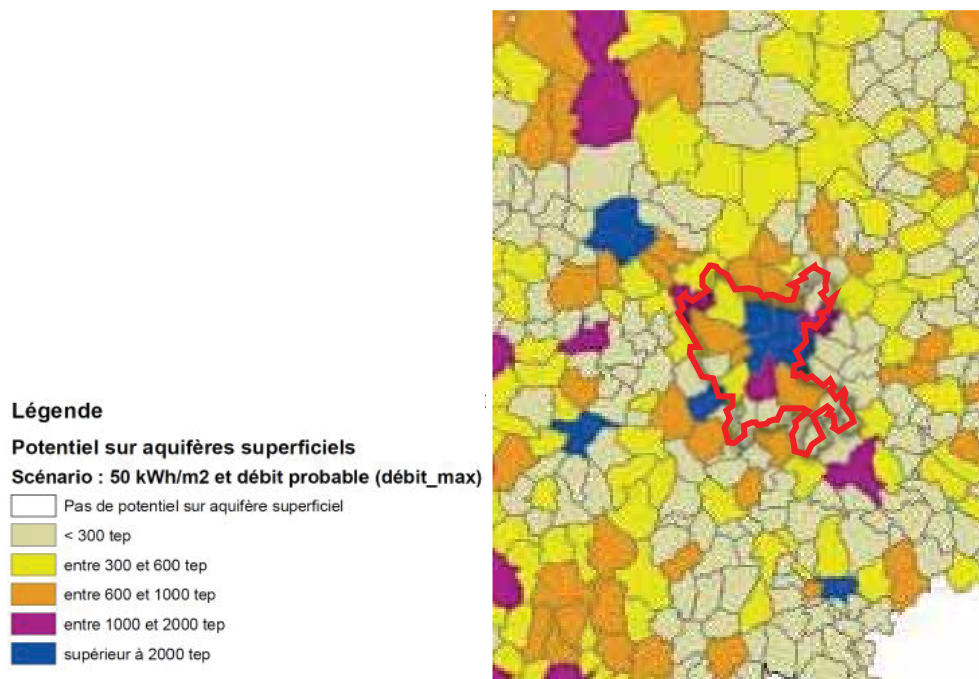 Légende
Potentiel sur aquifères superficiels
Scénario : 50 kWh/m2 et débit probable (débit_max)
Pas de potentiel sur aquifère superficiel
< 300 tep
entre 300 et 600 tep
entre 600 et 1000 tep
entre 1000 et 2000 tep
supérieur à 2000 tep